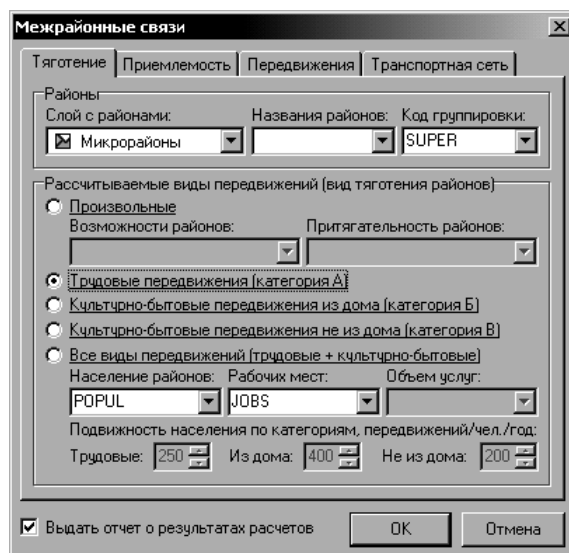 Межрайонные связи
Тяготение Приемлемость Передвижения Транспортная сеть
Районы
Слой с районами: Названия районов: Код группировки:
Микрорайоны SUPER
Рассчитываемые виды передвижений (вид тяготения районов)
Произвольные
Возможности районов: Притягательность районов:
Трудовые передвижения (категория А)
Культурно-бытовые передвижения из дома (категория Б)
Культурно-бытовые передвижения не из дома (категория В)
Все виды передвижений (трудовые + культурно-бытовые)
Население районов: Рабочих мест: Объем услуг:
POPUL JOBS
Подвижность населения по категориям, передвижений/чел./год:
Трудовые: 250 Из дома: 400 Не из дома: 200
Выдать отчет о результатах расчетов OK Отмена